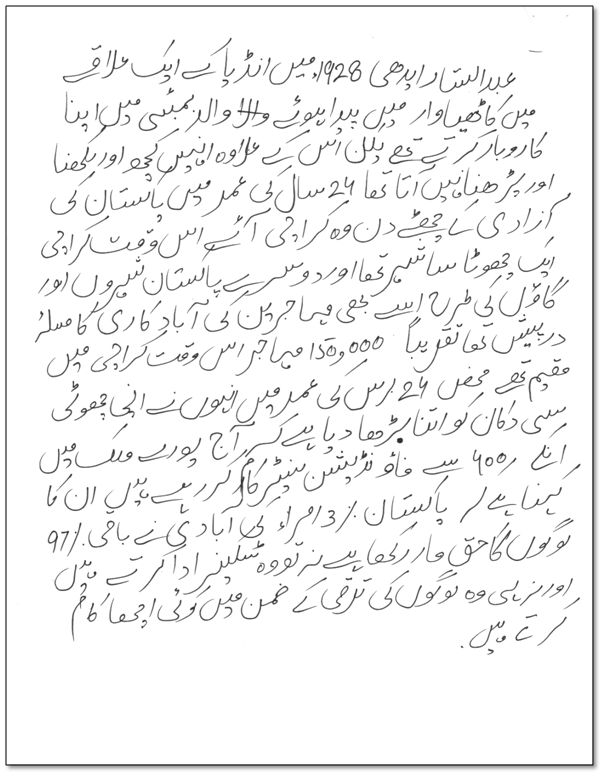 عبدالستار ایدھی 1928ء میں انڈیا کے ایک علاقے
میں کاٹھیاوار میں پیدا ہوئے والد بمبئی میں اپنا
کاروبار کرتے تھے لیکن اس کے علاوہ انہیں کچھ اور لکھنا
اور پڑھنا نہیں آتا تھا 24 سال کی عمر میں پاکستان کی
آزادی کے چھٹے دن وہ کراچی آئے اس وقت کراچی
ایک چھوٹا سا شہر تھا اور دوسرے پاکستان شہروں اور
گاؤں کی طرح اسے بھی مہاجرین کی آبادکاری کا مسئلہ
درپیش تھا تقریباً 150,000 مہاجر اس وقت کراچی میں
مقیم تھے محض 24 برس کی عمر میں انہوں نے اپنی چھوٹی
سی دکان کو اتنا بڑھا دیا ہے کہ آج پورے ملک میں
انکے 400 سے فاؤنڈیشن سینٹر کام کر رہے ہیں ان کا
کہنا ہے / پاکستان 3٪ امراء کی آبادی نے باقی 97٪
لوگوں کا حق مار رکھا ہے نہ تو وہ ٹیکسیز ادا کرتے ہیں
اور نہ ہی وہ لوگوں کی ترقی کے ضمن میں کوئی اچھا کام
کرتے ہیں.